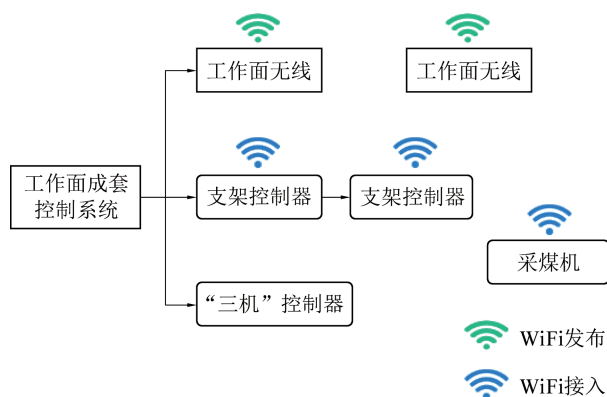 工作面无线
工作面无线
工作面成套
控制系统
支架控制器
支架控制器
采煤机
“三机”控制器
WiFi发布
WiFi接入